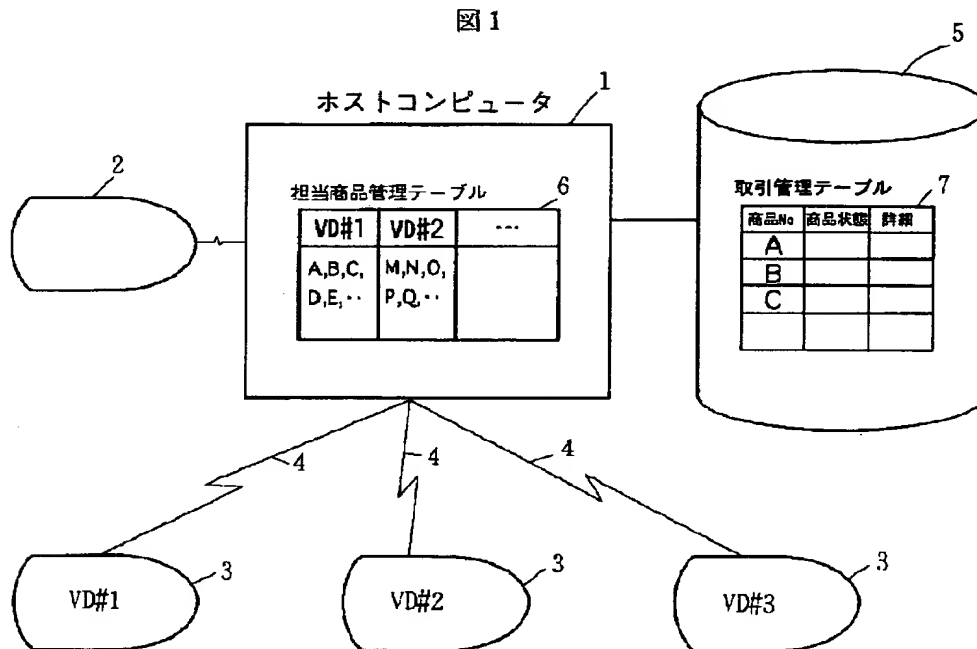 図1
5
ホストコンピュータ
1
2
担当商品管理テーブル
6
VD#1 VD#2 ...
A,B,C, M,N,O,
D,E,.. P,Q,..
取引管理テーブル
7
商品No 商品状態 詳細
A
B
C
4 4 4
VD#1 3
VD#2 3
VD#3 3